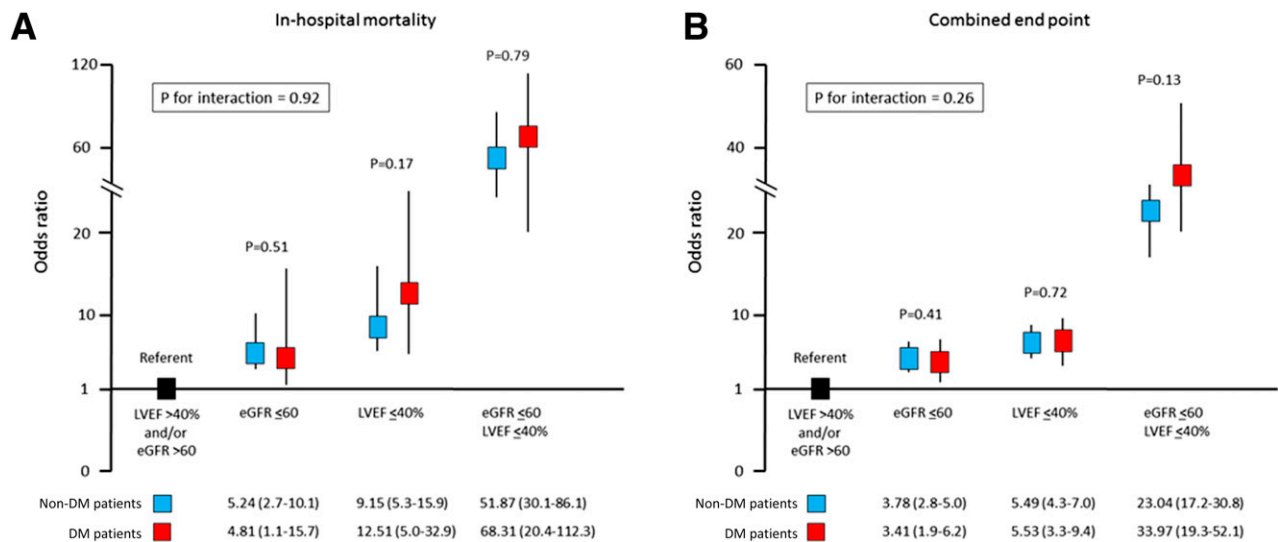 A
In-hospital mortality
120
60
20
10
1
0
Odds ratio
P for interaction = 0.92
P=0.51
P=0.17
P=0.79
Referent
LVEF >40%
and/or
eGFR >60
eGFR ≤60
LVEF ≤40%
eGFR ≤60
LVEF ≤40%
Non-DM patients 5.24 (2.7-10.1) 9.15 (5.3-15.9) 51.87 (30.1-86.1)
DM patients 4.81 (1.1-15.7) 12.51 (5.0-32.9) 68.31 (20.4-112.3)
B
Combined end point
60
40
20
10
1
0
Odds ratio
P for interaction = 0.26
P=0.41
P=0.72
P=0.13
Referent
LVEF >40%
and/or
eGFR >60
eGFR ≤60
LVEF ≤40%
eGFR ≤60
LVEF ≤40%
Non-DM patients 3.78 (2.8-5.0) 5.49 (4.3-7.0) 23.04 (17.2-30.8)
DM patients 3.41 (1.9-6.2) 5.53 (3.3-9.4) 33.97 (19.3-52.1)